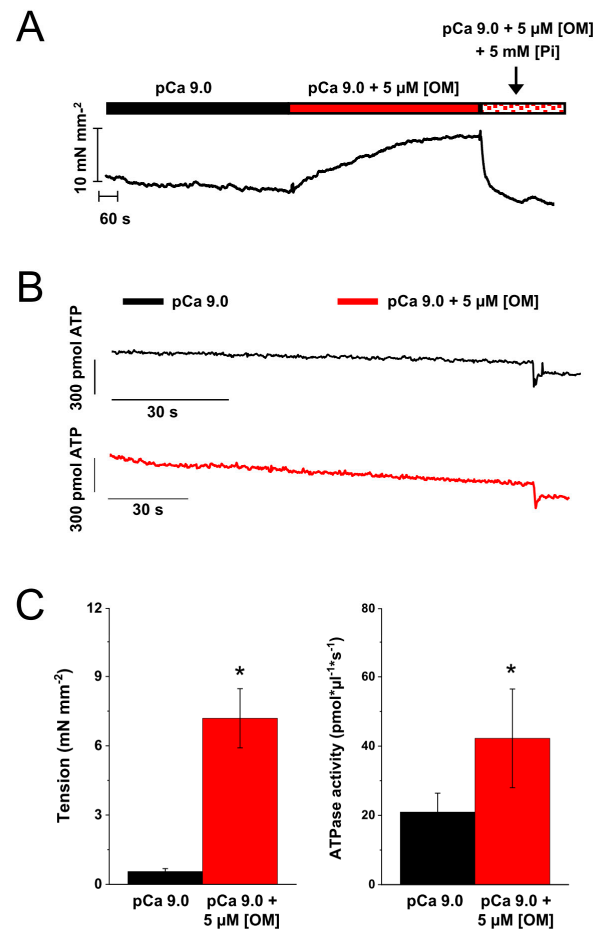 A
pCa 9.0 + 5 µM [OM]
+ 5 mM [Pi]
pCa 9.0
pCa 9.0 + 5 µM [OM]
10 mN mm-2
60 s
B
pCa 9.0
pCa 9.0 + 5 µM [OM]
300 pmol ATP
30 s
300 pmol ATP
30 s
C
Tension (mN mm-2)
12
9
6
3
0
*
pCa 9.0
pCa 9.0 +
5 µM [OM]
ATPase activity (pmol*µl-1*s-1)
80
60
40
20
0
*
pCa 9.0
pCa 9.0 +
5 µM [OM]